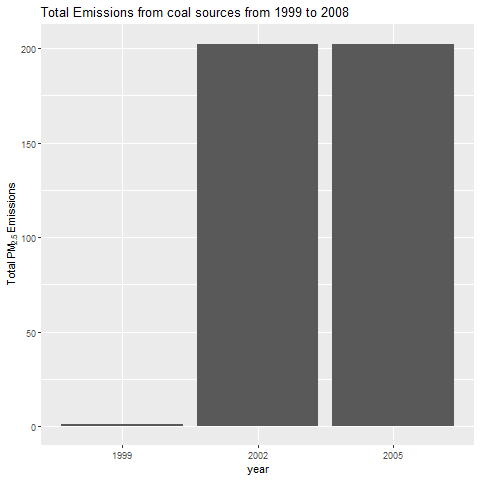 Total Emissions from coal sources from 1999 to 2008
200
150
100
50
0
Total PM2.5 Emissions
1999 2002 2005
year